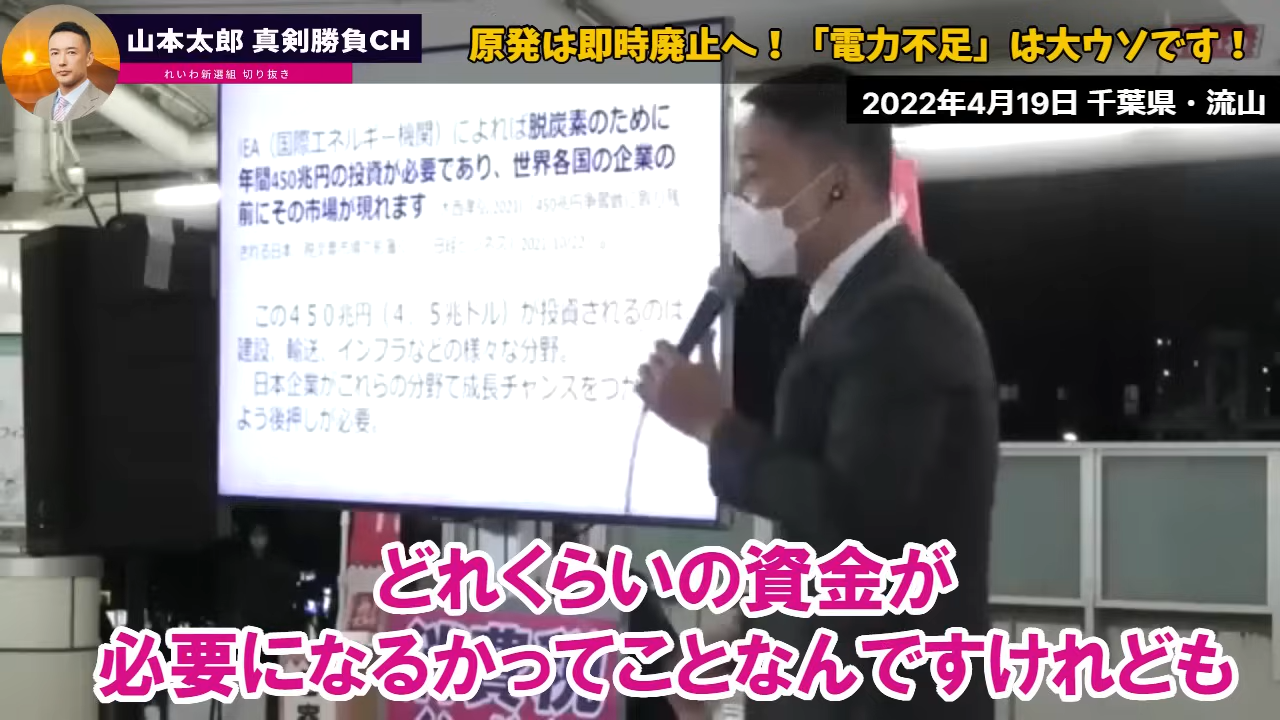 山本太郎 真剣勝負CH
れいわ新選組 切り抜き
原発は即時廃止へ！「電力不足」は大ウソです！
2022年4月19日 千葉県・流山
IEA（国際エネルギー機関）によれば脱炭素のために
年間450兆円の投資が必要であり、世界各国の企業の
前にその市場が現れます
この４５０兆円（４．５兆ドル）が投資されるのは
建設、輸送、インフラなどの様々な分野。
日本企業がこれらの分野で成長チャンスをつか
よう後押しが必要。
消費税
どれくらいの資金が
必要になるかってことなんですけれども